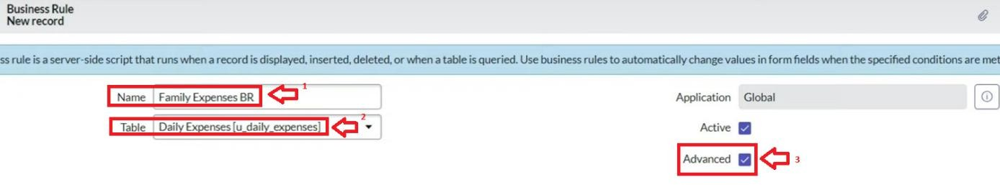 Business Rule
New record
ss rule is a server-side script that runs when a record is displayed, inserted, deleted, or when a table is queried. Use business rules to automatically change values in form fields when the specified conditions are met
Name Family Expenses BR 1
Application Global
Table Daily Expenses [u_daily_expenses] 2
Active
Advanced 3